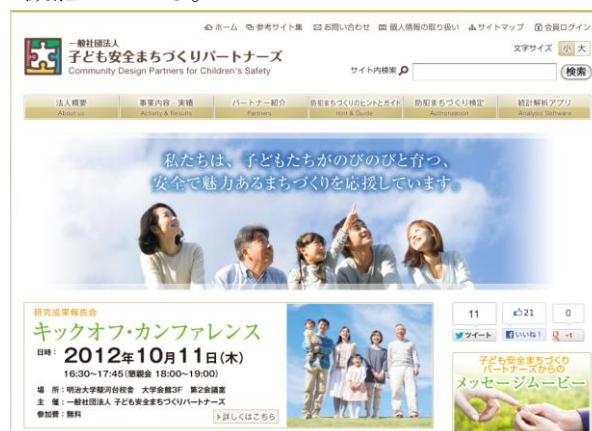 ホーム 参考サイト集 お問い合わせ 個人情報の取り扱い サイトマップ 会員ログイン
一般社団法人
子ども安全まちづくりパートナーズ
Community Design Partners for Children's Safety
文字サイズ 小 大
サイト内検索 検索
法人概要 事業内容・実績 パートナー紹介 防犯まちづくりのヒントとガイド 防犯まちづくり検定 統計解析アプリ
About us Activity & Results Partners Hint & Guide Authorization Analysis Software
私たちは、子どもたちがのびのびと育つ、
安全で魅力あるまちづくりを応援しています。
研究成果報告会
キックオフ・カンファレンス
日時： 2012年10月11日(木)
16:30〜17:45(懇親会 18:00〜19:00)
場 所：明治大学駿河台校舎 大学会館3F 第2会議室
主 催：一般社団法人 子ども安全まちづくりパートナーズ
参加費：無料
詳しくはこちら
11 21 0
ツイート いいね！ +1
子ども安全まちづくり
パートナーズからの
メッセージムービー